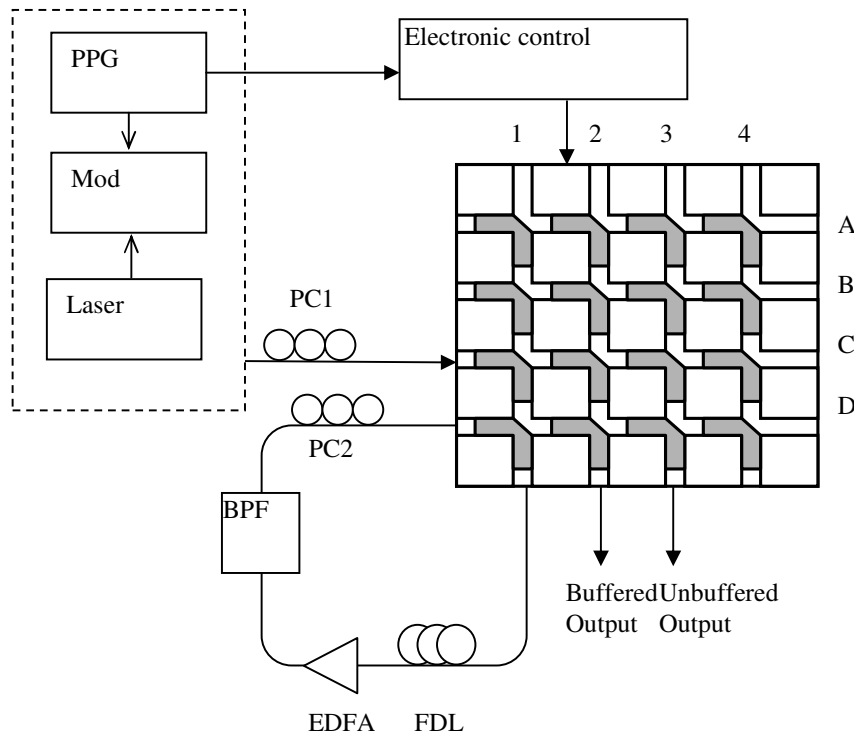 Electronic control
PPG
1 2 3 4
Mod
A
B
Laser
PC1
C
D
PC2
BPF
Buffered Unbuffered
Output Output
EDFA FDL